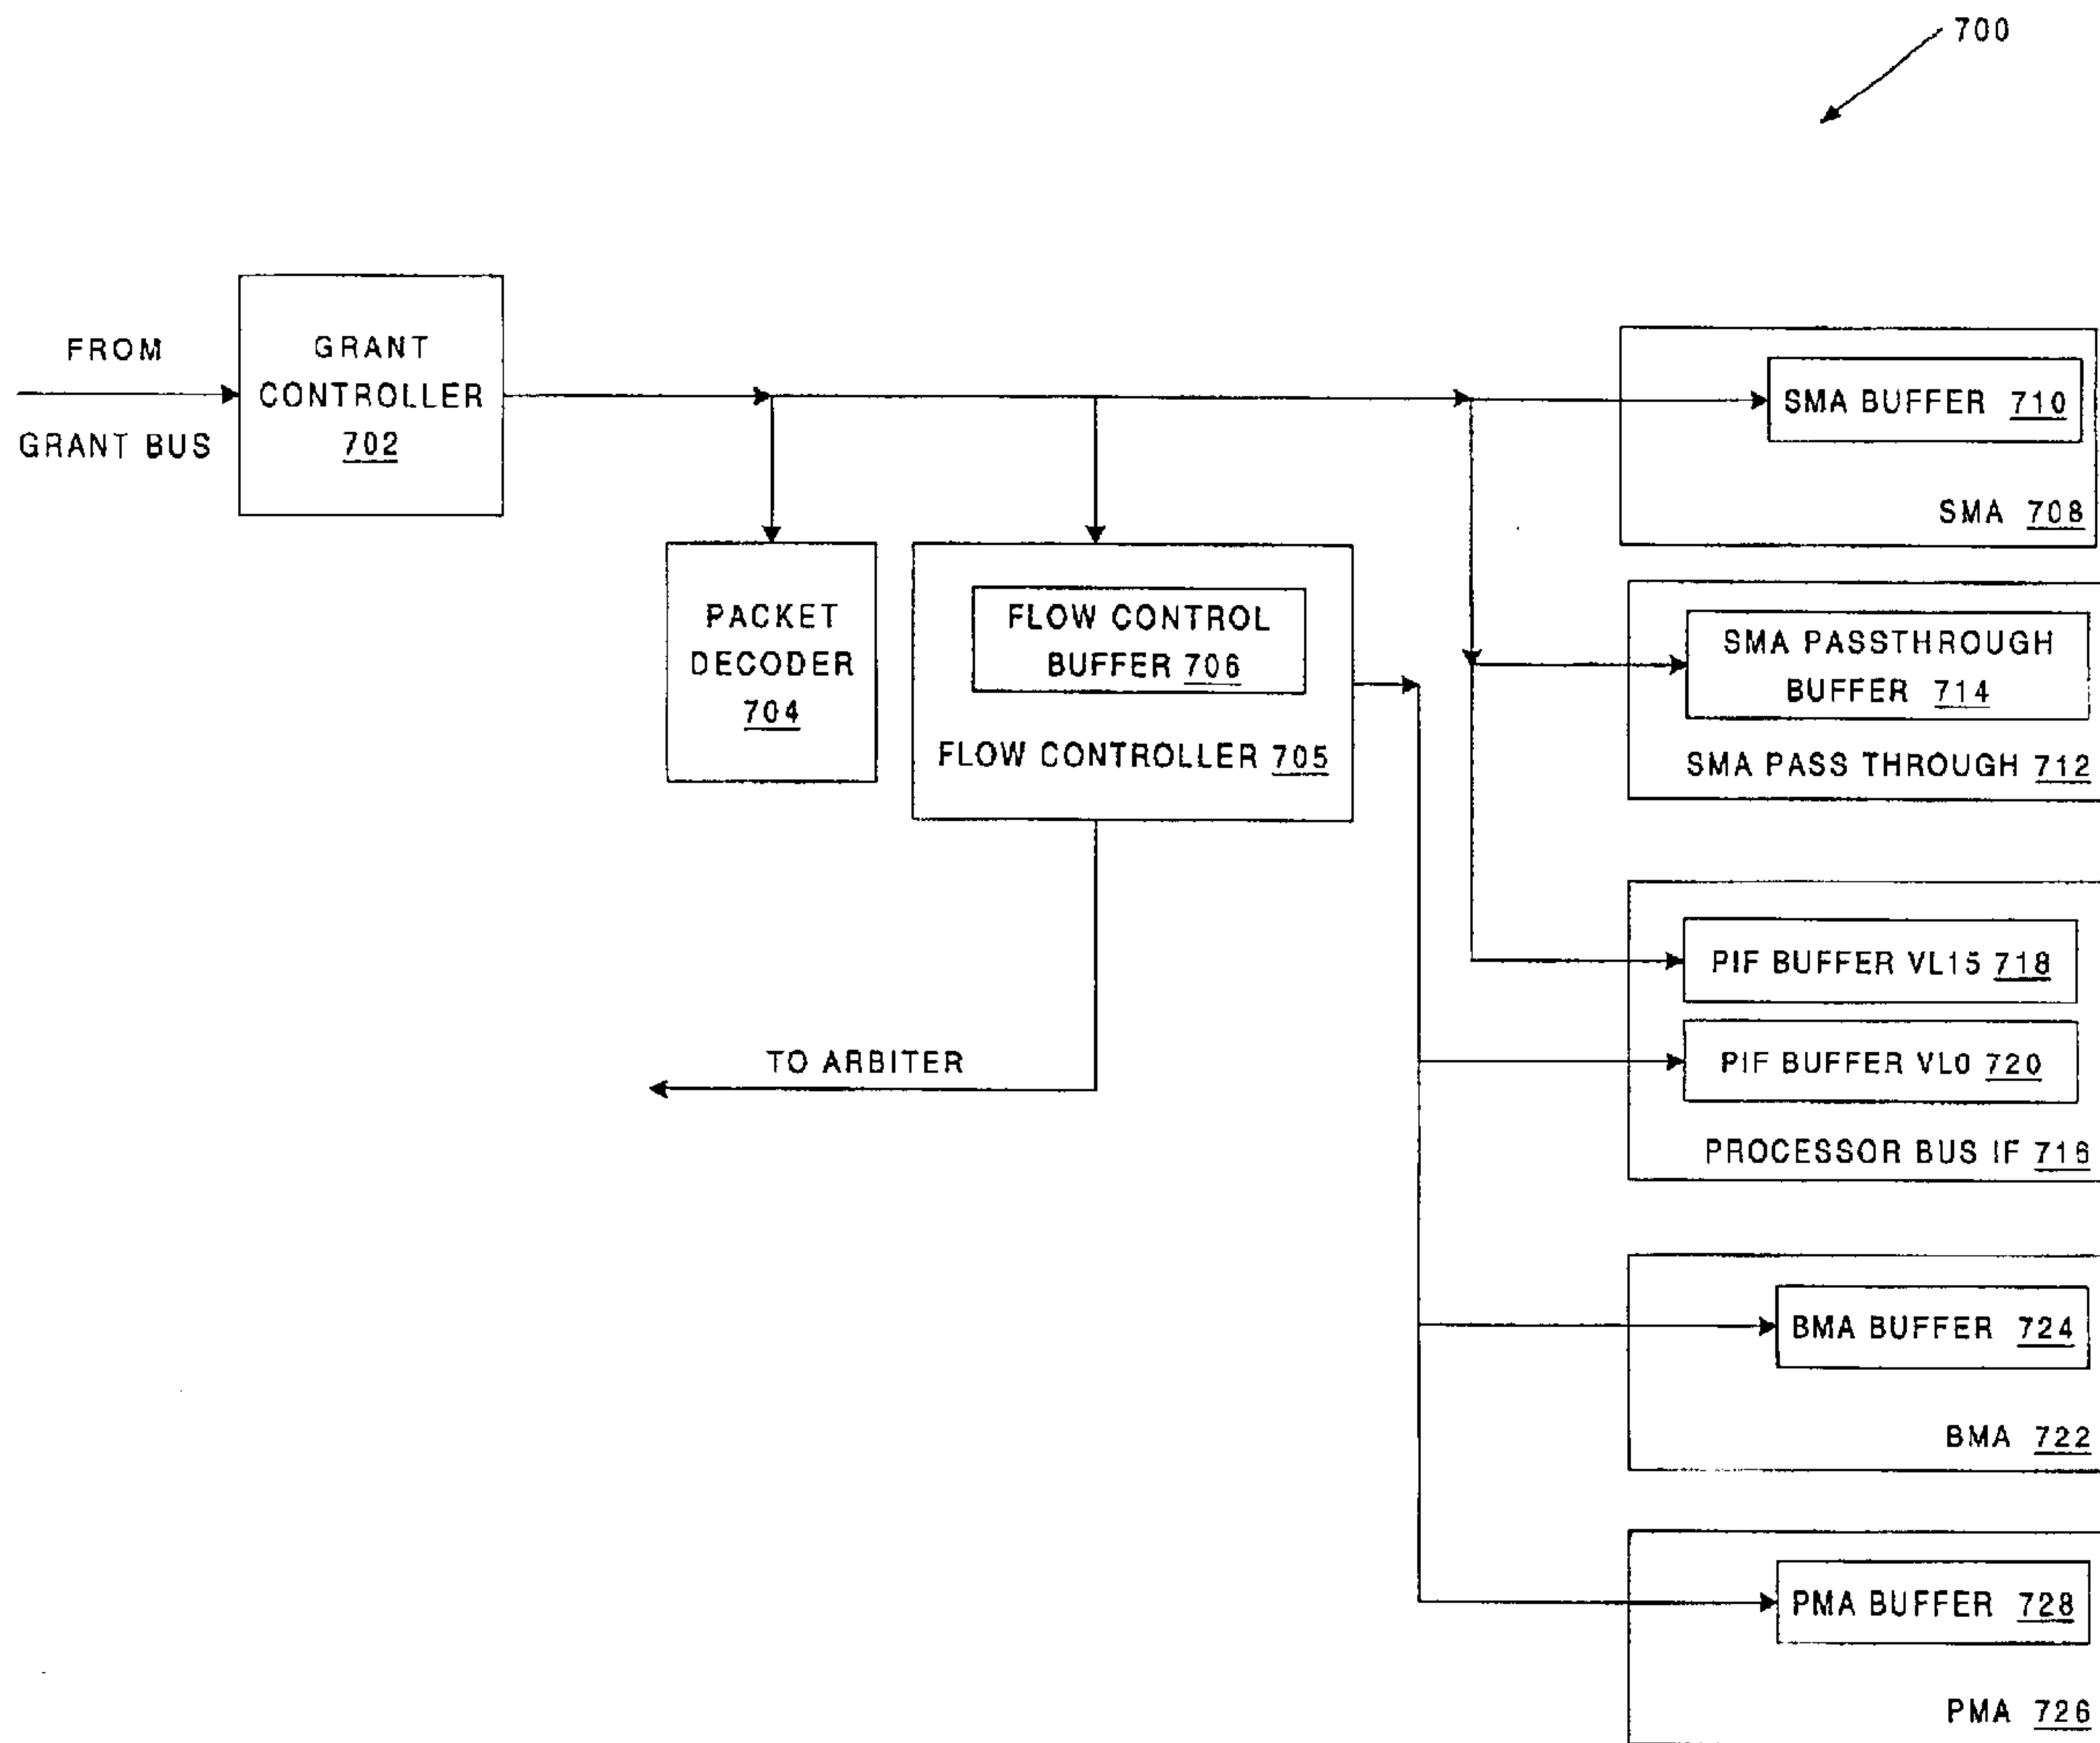 700
FROM
GRANT BUS
GRANT
CONTROLLER
702
PACKET
DECODER
704
FLOW CONTROL
BUFFER 706
FLOW CONTROLLER 705
TO ARBITER
SMA BUFFER 710
SMA 708
SMA PASSTHROUGH
BUFFER 714
SMA PASS THROUGH 712
PIF BUFFER VL15 718
PIF BUFFER VL0 720
PROCESSOR BUS IF 716
BMA BUFFER 724
BMA 722
PMA BUFFER 728
PMA 726